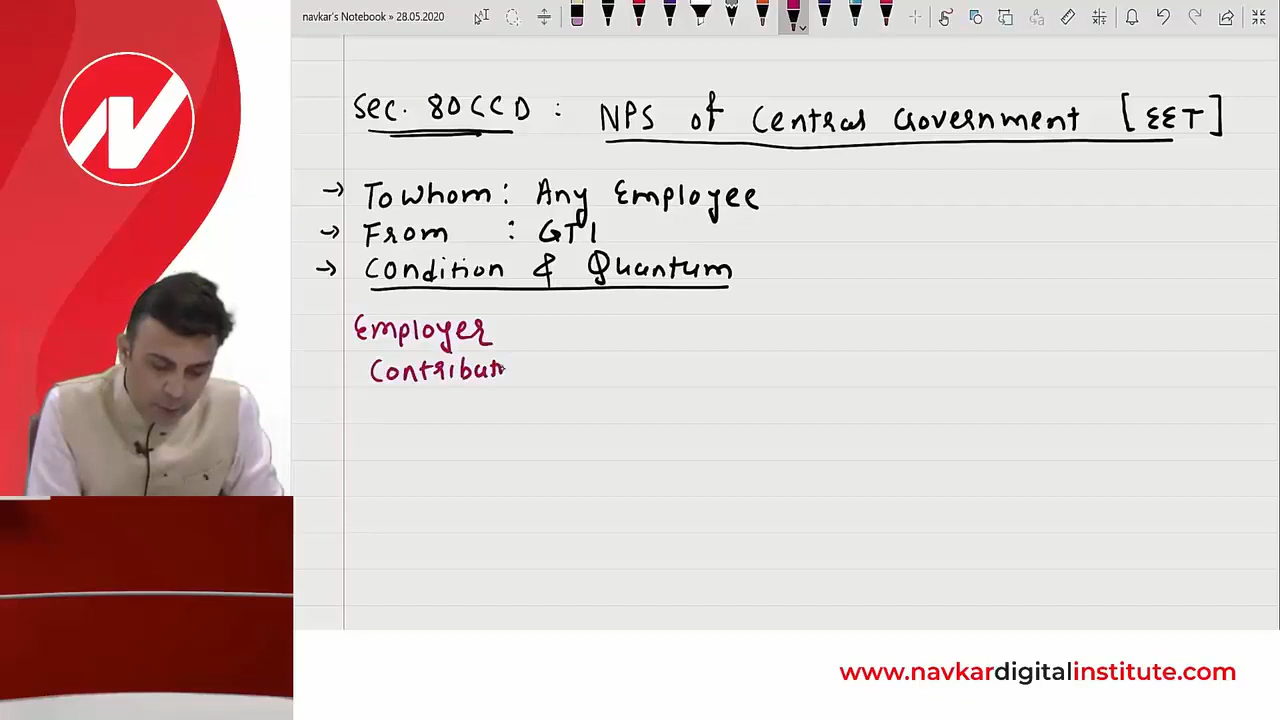 navkar's Notebook » 28.05.2020
Sec. 80CCD : NPS of Central Government [EET]
→ To whom : Any Employee
→ From : GTI
→ Condition & Quantum
Employer
Contribut
www.navkardigitalinstitute.com